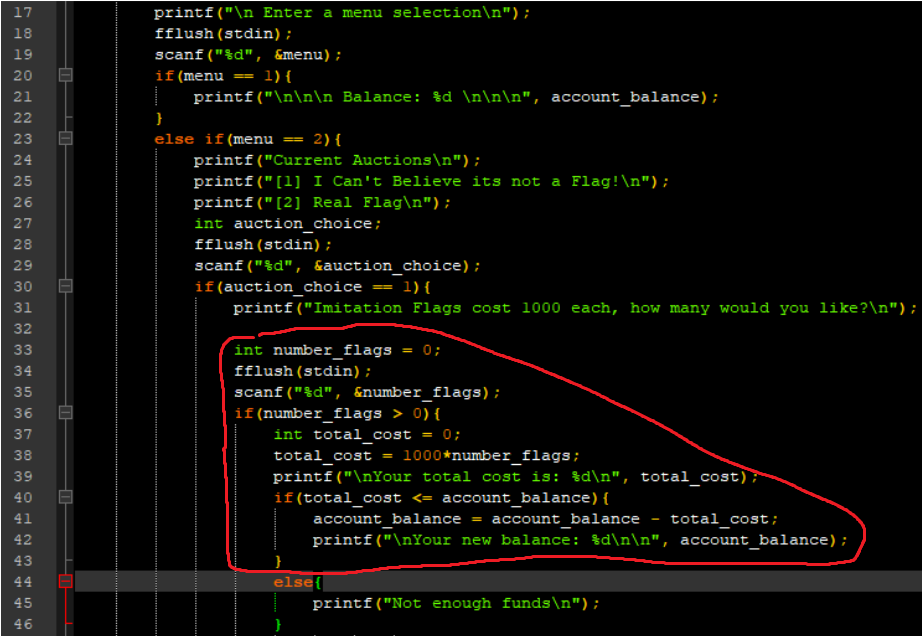 17 printf("\n Enter a menu selection\n");
18 fflush(stdin);
19 scanf("%d", &menu);
20 if(menu == 1){
21 printf("\n\n\n Balance: %d \n\n\n", account_balance);
22 }
23 else if(menu == 2){
24 printf("Current Auctions\n");
25 printf("[1] I Can't Believe its not a Flag!\n");
26 printf("[2] Real Flag\n");
27 int auction_choice;
28 fflush(stdin);
29 scanf("%d", &auction_choice);
30 if(auction_choice == 1){
31 printf("Imitation Flags cost 1000 each, how many would you like?\n");
32
33 int number_flags = 0;
34 fflush(stdin);
35 scanf("%d", &number_flags);
36 if(number_flags > 0){
37 int total_cost = 0;
38 total_cost = 1000*number_flags;
39 printf("\nYour total cost is: %d\n", total_cost);
40 if(total_cost <= account_balance){
41 account_balance = account_balance - total_cost;
42 printf("\nYour new balance: %d\n\n", account_balance);
43 }
44 else{
45 printf("Not enough funds\n");
46 }